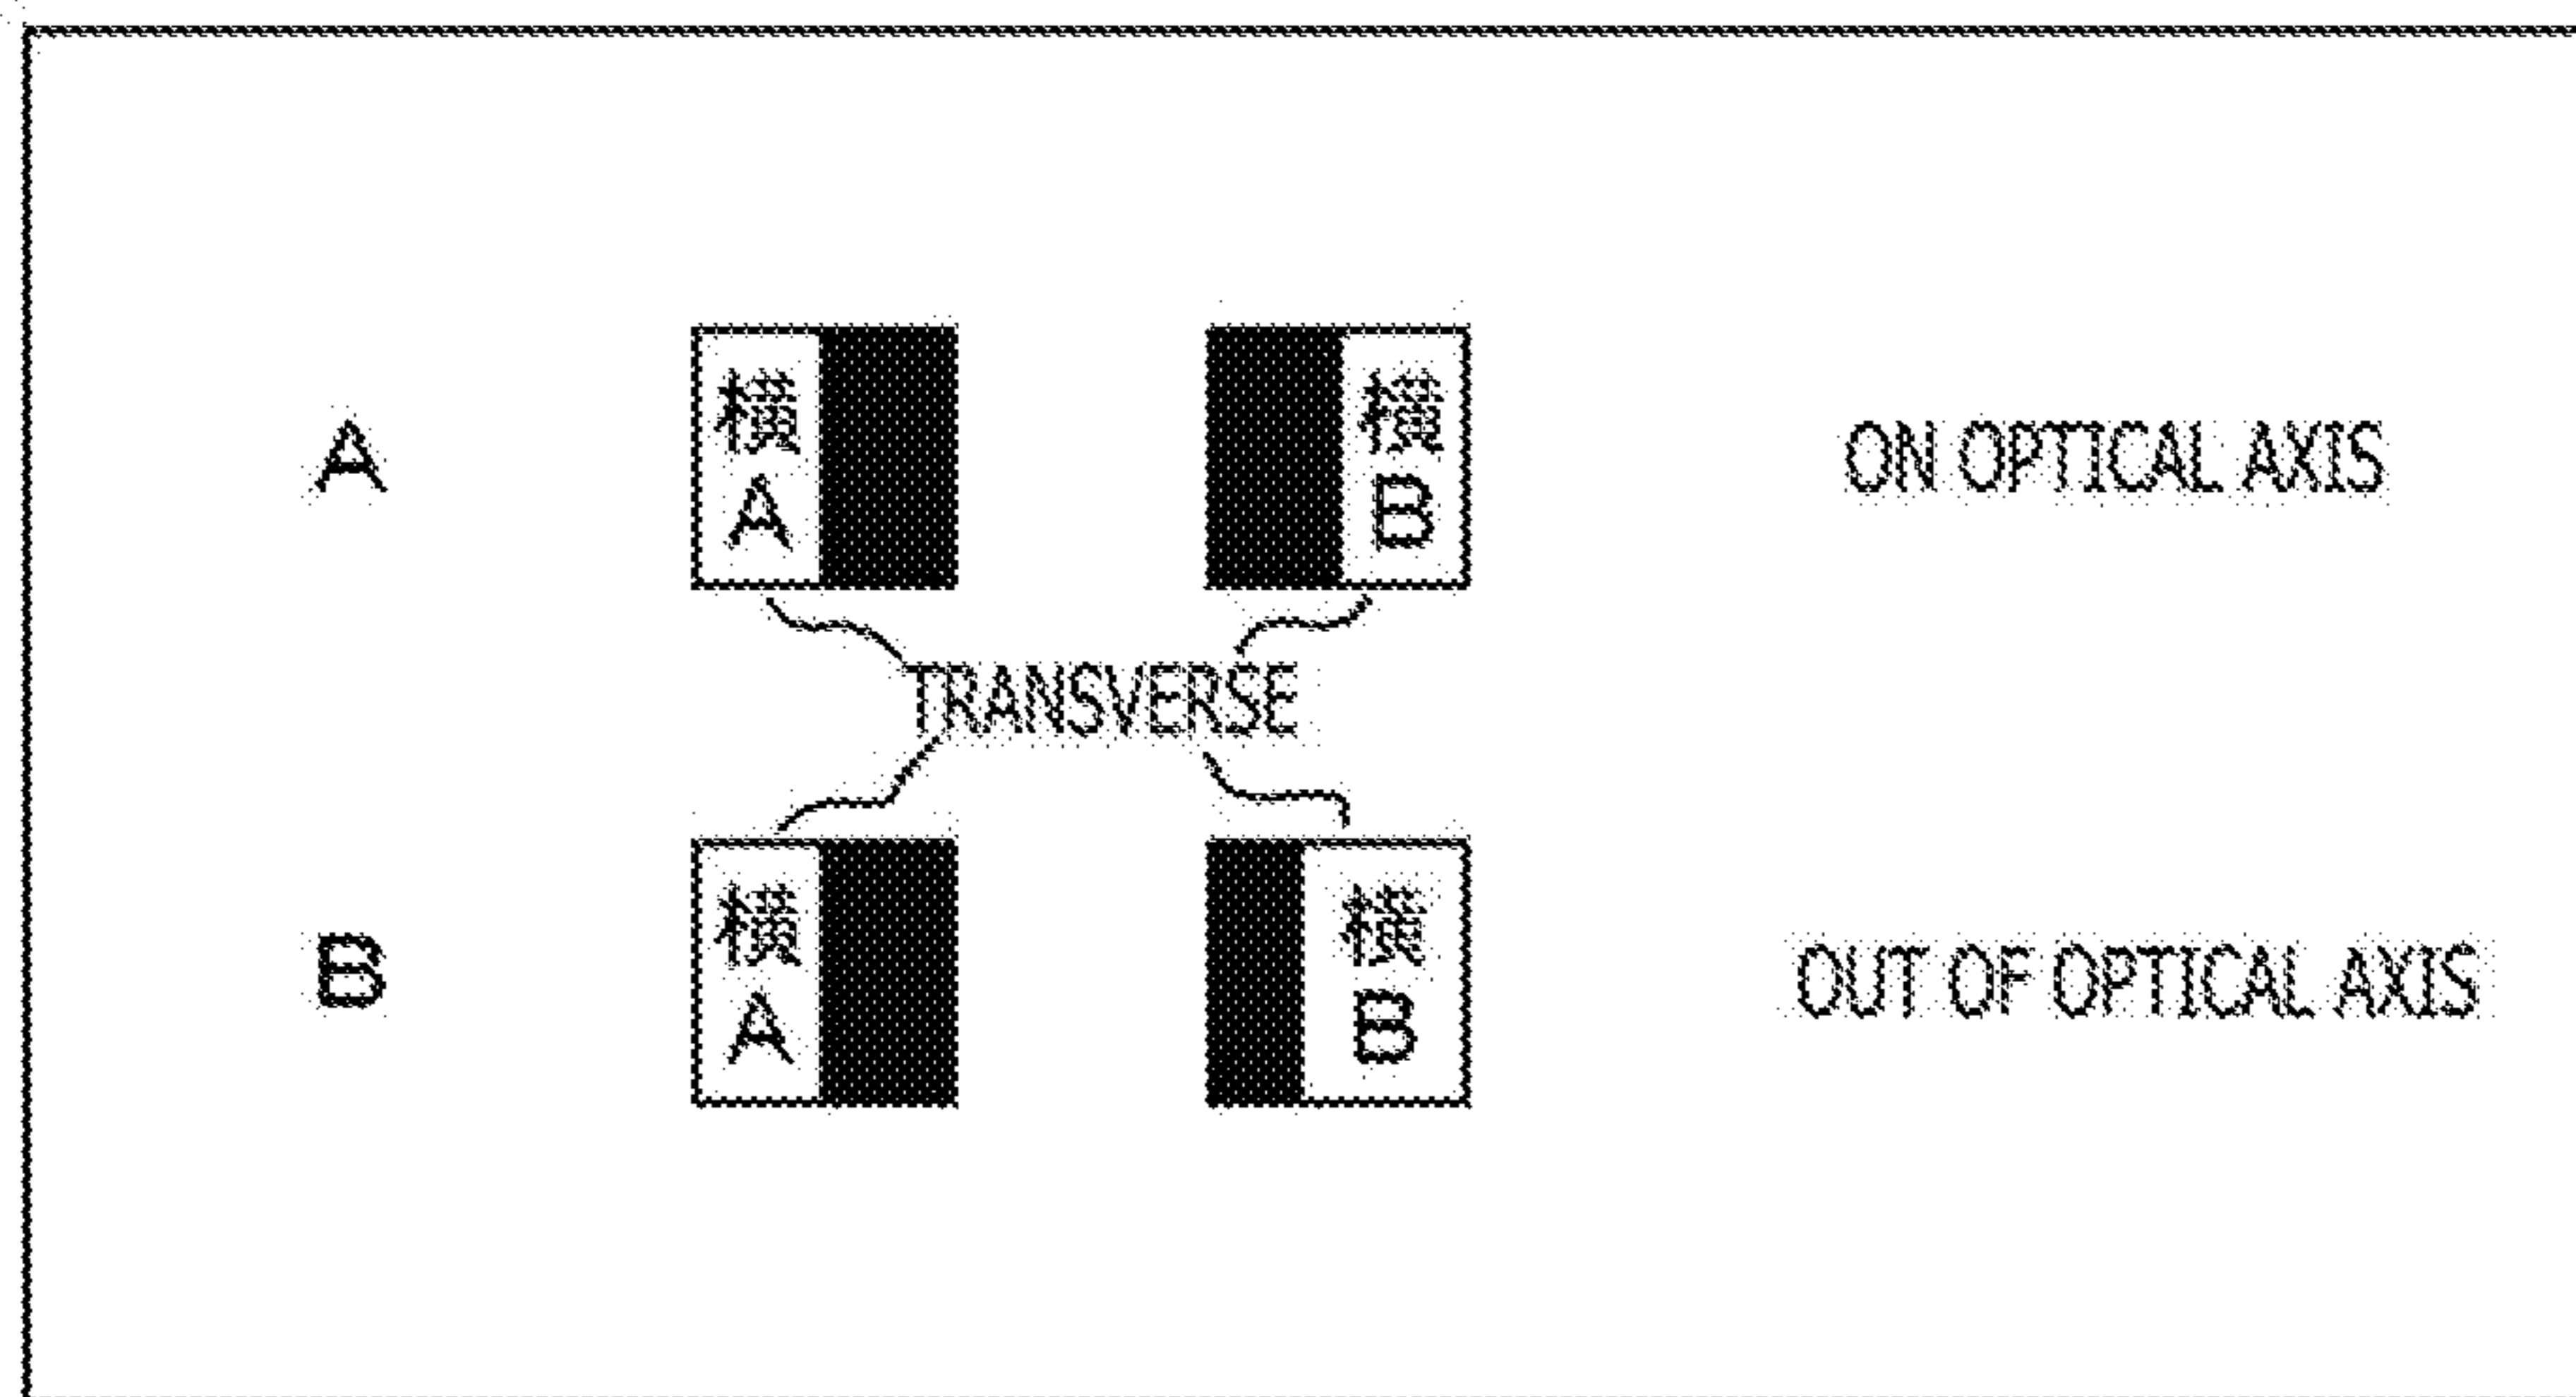 A
横
A
横
B
ON OPTICAL AXIS
TRANSVERSE
B
横
A
横
B
OUT OF OPTICAL AXIS